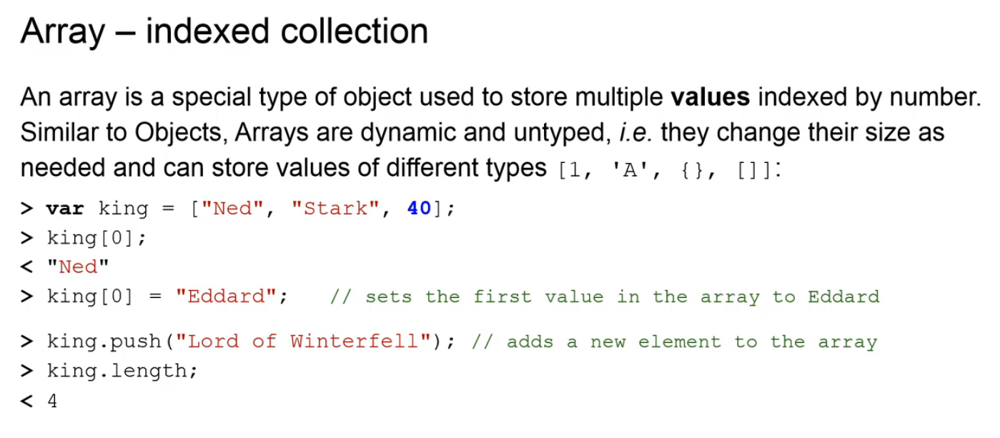 Array – indexed collection
An array is a special type of object used to store multiple values indexed by number.
Similar to Objects, Arrays are dynamic and untyped, i.e. they change their size as
needed and can store values of different types [1, 'A', {}, []]:
> var king = ["Ned", "Stark", 40];
> king[0];
< "Ned"
> king[0] = "Eddard";   // sets the first value in the array to Eddard
> king.push("Lord of Winterfell"); // adds a new element to the array
> king.length;
< 4